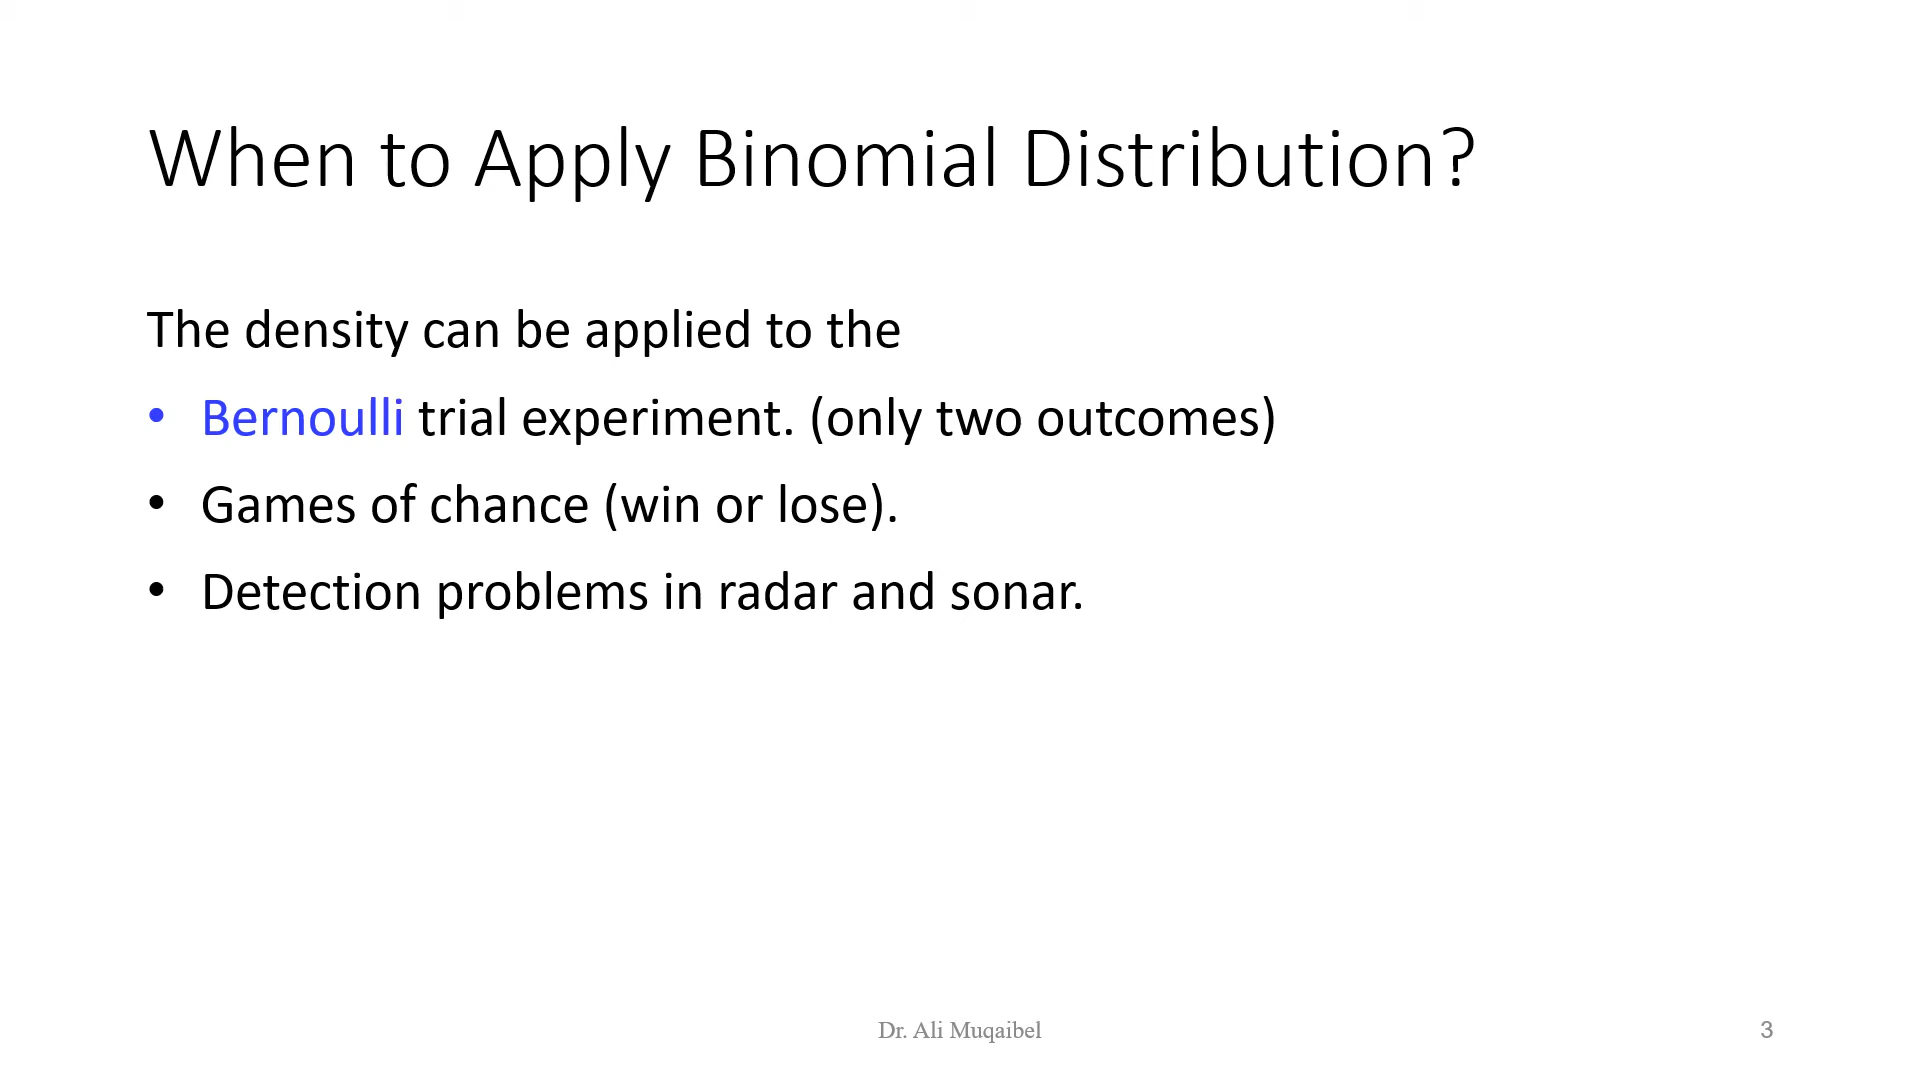 When to Apply Binomial Distribution?
The density can be applied to the
• Bernoulli trial experiment. (only two outcomes)
• Games of chance (win or lose).
• Detection problems in radar and sonar.
Dr. Ali Muqaibel
3